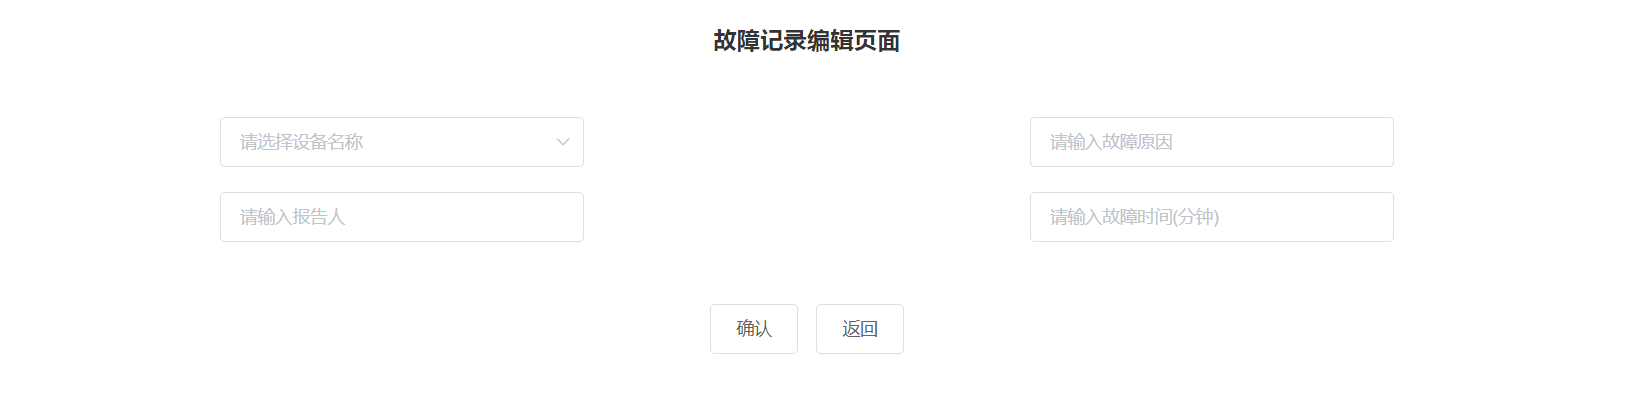 故障记录编辑页面
请选择设备名称
请输入故障原因
请输入报告人
请输入故障时间(分钟)
确认
返回